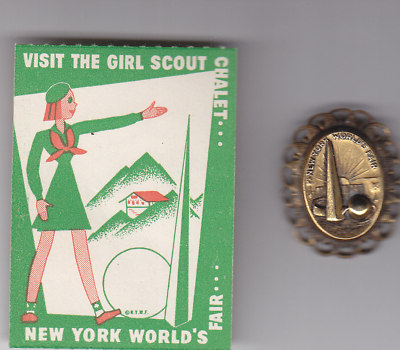 VISIT THE GIRL SCOUT
CHALET....
NEW YORK WORLD'S
FAIR....
©N.Y.W.F.
NEW YORK WORLD'S FAIR